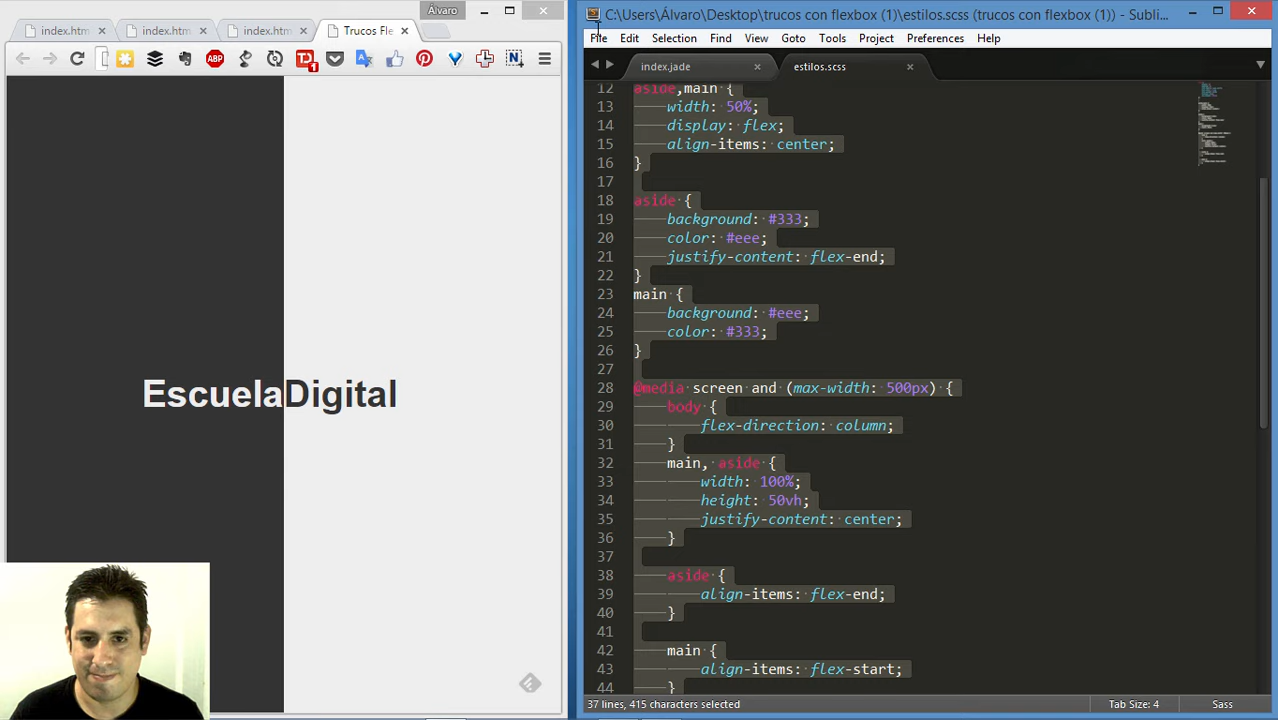 index.htm
index.htm
index.htm
Trucos Fle
Álvaro
C:\Users\Álvaro\Desktop\trucos con flexbox (1)\estilos.scss (trucos con flexbox (1)) - Subli...
File Edit Selection Find View Goto Tools Project Preferences Help
ABP
TD
1
N
index.jade
estilos.scss
12 aside,main {
13 width: 50%;
14 display: flex;
15 align-items: center;
16 }
17
18 aside {
19 background: #333;
20 color: #eee;
21 justify-content: flex-end;
22 }
23 main {
24 background: #eee;
25 color: #333;
26 }
27
28 @media screen and (max-width: 500px) {
29 body {
30 flex-direction: column;
31 }
32 main, aside {
33 width: 100%;
34 height: 50vh;
35 justify-content: center;
36 }
37
38 aside {
39 align-items: flex-end;
40 }
41
42 main {
43 align-items: flex-start;
44 }
EscuelaDigital
37 lines, 415 characters selected
Tab Size: 4
Sass